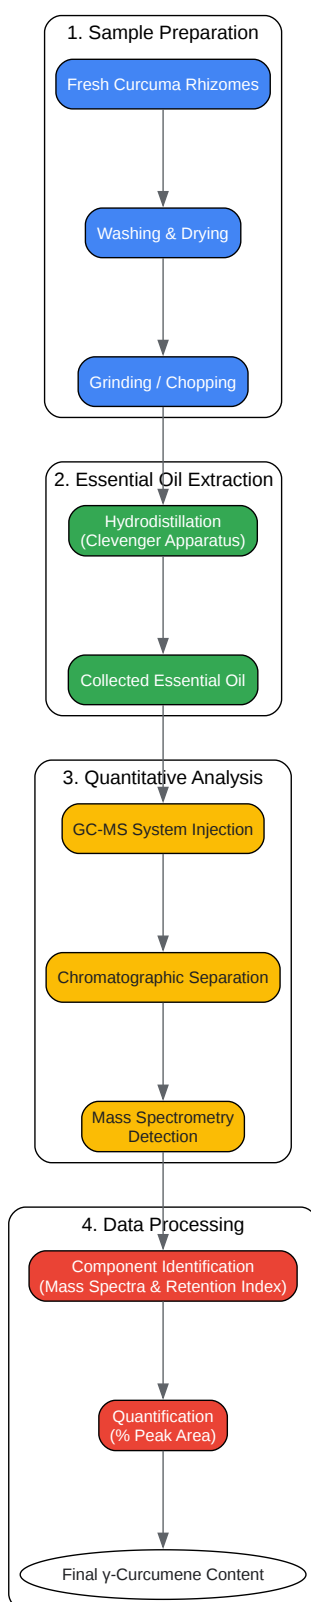 1. Sample Preparation
Fresh Curcuma Rhizomes
Washing & Drying
Grinding / Chopping
2. Essential Oil Extraction
Hydrodistillation
(Clevenger Apparatus)
Collected Essential Oil
3. Quantitative Analysis
GC-MS System Injection
Chromatographic Separation
Mass Spectrometry
Detection
4. Data Processing
Component Identification
(Mass Spectra & Retention Index)
Quantification
(% Peak Area)
Final γ-Curcumene Content